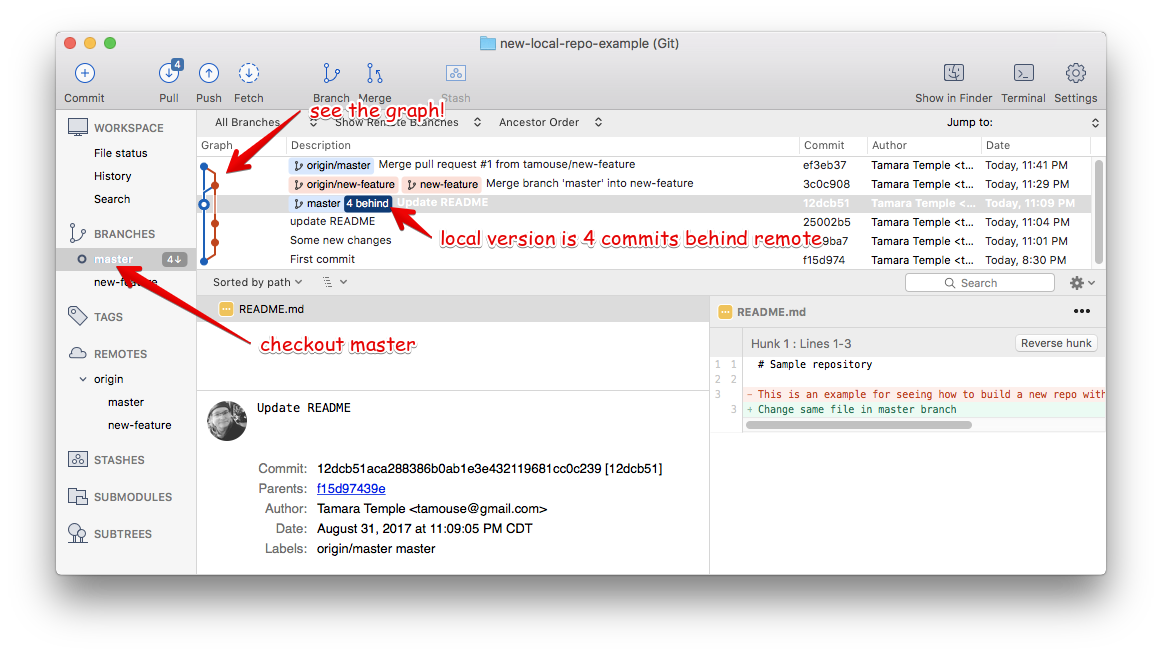 new-local-repo-example (Git)
4
Commit Pull Push Fetch Branch Merge Stash Show in Finder Terminal Settings
see the graph!
WORKSPACE
File status
History
Search
BRANCHES
master 4↓
new-feature
TAGS
REMOTES
origin
master
new-feature
STASHES
SUBMODULES
SUBTREES
All Branches Show Remote Branches Ancestor Order Jump to:
Graph Description Commit Author Date
origin/master Merge pull request #1 from tamouse/new-feature ef3eb37 Tamara Temple <t... Today, 11:41 PM
origin/new-feature new-feature Merge branch 'master' into new-feature 3c0c908 Tamara Temple <t... Today, 11:29 PM
master 4 behind Update README 12dcb51 Tamara Temple <t... Today, 11:09 PM
update README 25002b5 Tamara Temple <t... Today, 11:04 PM
Some new changes 9ba7 Tamara Temple <t... Today, 11:01 PM
First commit f15d974 Tamara Temple <t... Today, 8:30 PM
local version is 4 commits behind remote
checkout master
Sorted by path Search
README.md
Update README
Commit: 12dcb51aca288386b0ab1e3e432119681cc0c239 [12dcb51]
Parents: f15d97439e
Author: Tamara Temple <tamouse@gmail.com>
Date: August 31, 2017 at 11:09:05 PM CDT
Labels: origin/master master
README.md
Hunk 1 : Lines 1-3 Reverse hunk
1 1 # Sample repository
2 2
3 - This is an example for seeing how to build a new repo with
3 + Change same file in master branch